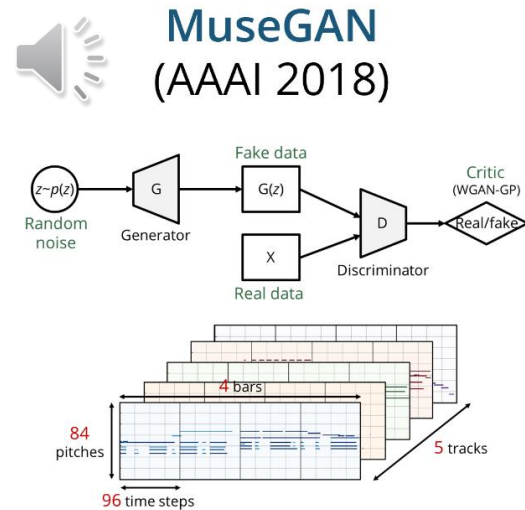 MuseGAN
(AAAI 2018)
Fake data
Critic
(WGAN-GP)
z~p(z)
G
G(z)
D
Real/fake
Random
noise
Generator
X
Discriminator
Real data
4 bars
84
pitches
5 tracks
96 time steps